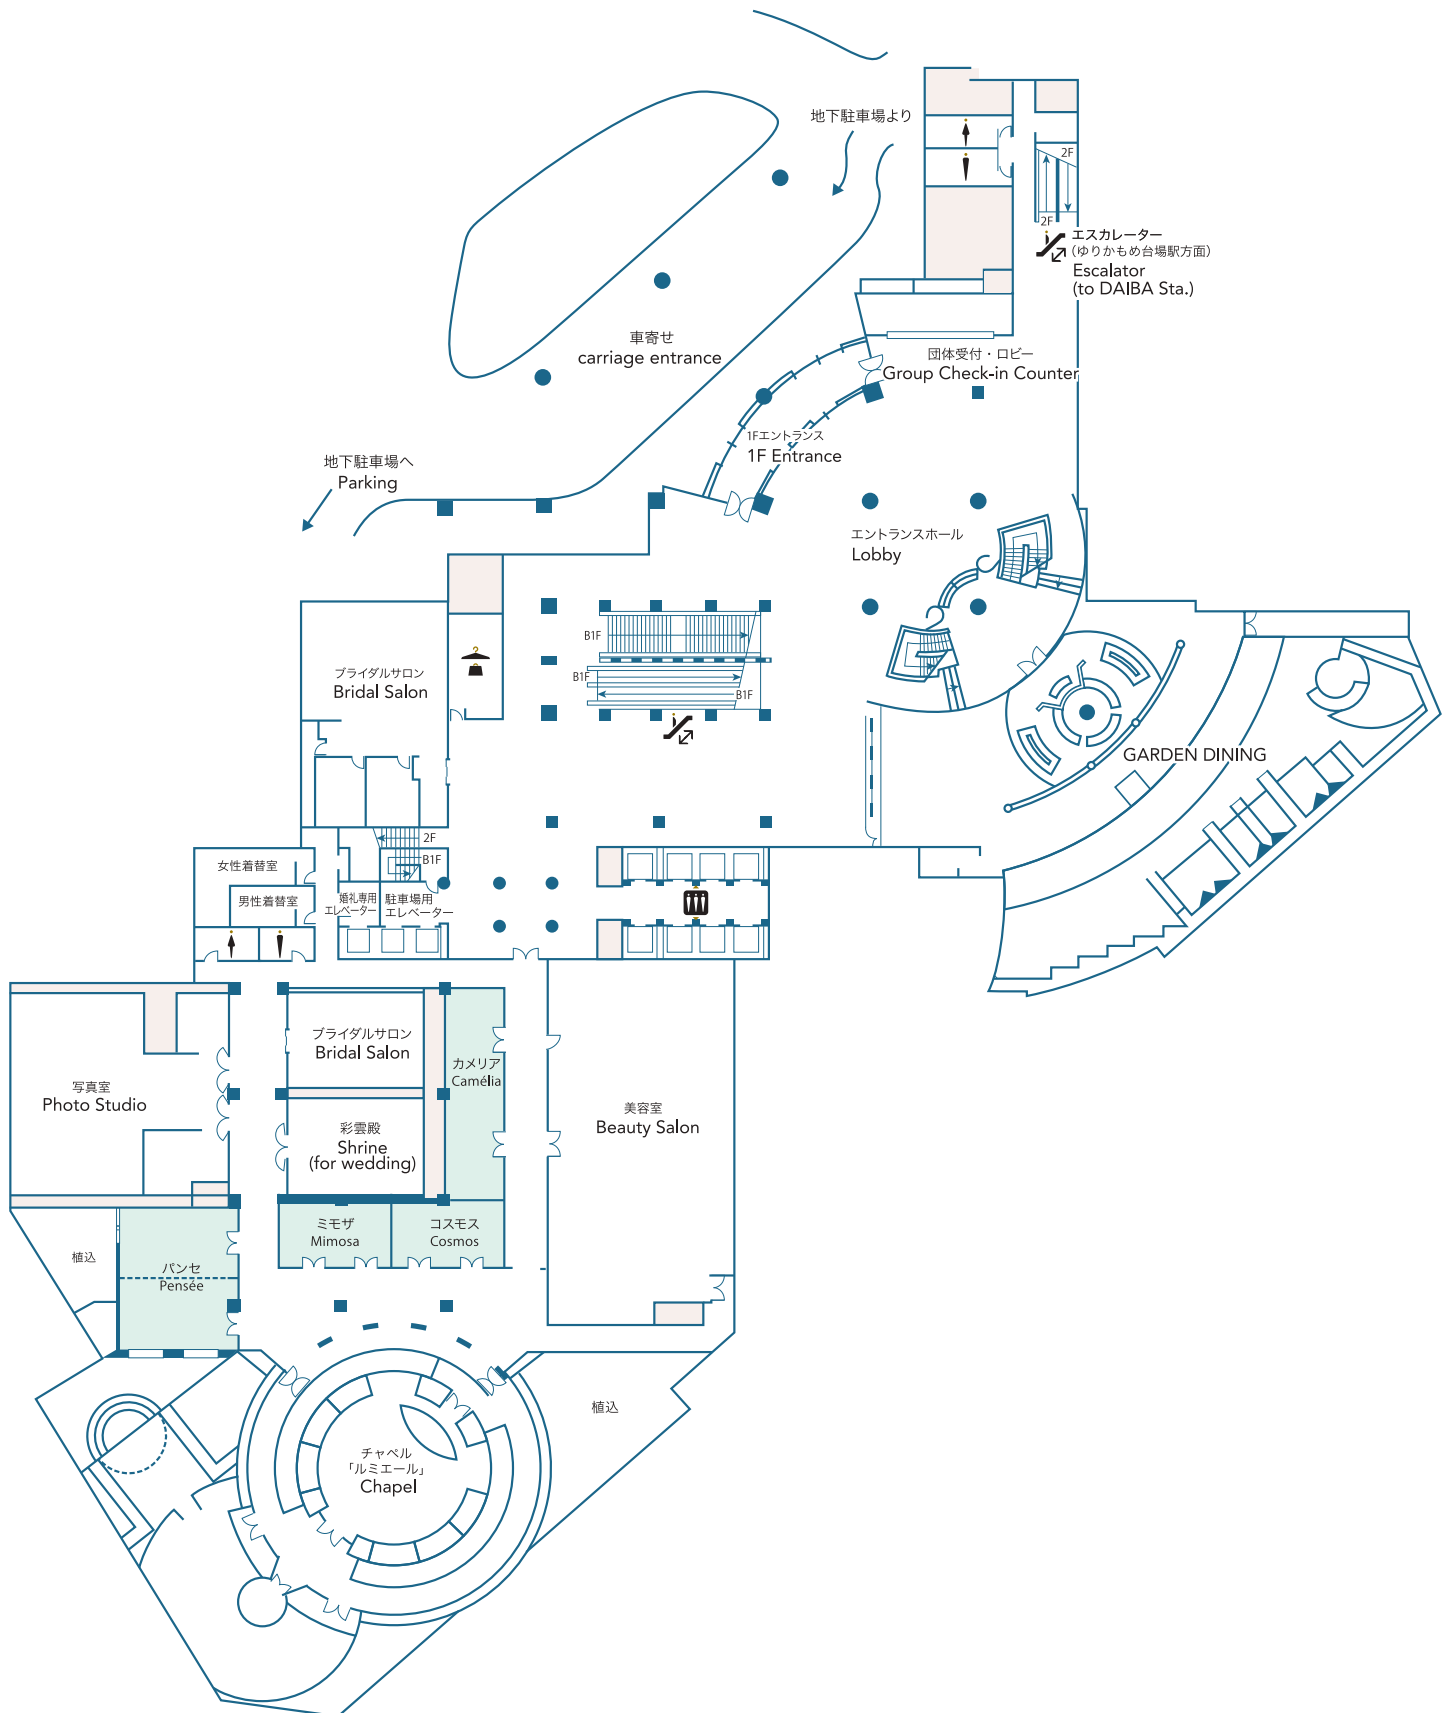 地下駐車場より
2F
2F
エスカレーター
（ゆりかもめ台場駅方面）
Escalator
(to DAIBA Sta.)
車寄せ
carriage entrance
団体受付・ロビー
Group Check-in Counter
1Fエントランス
1F Entrance
地下駐車場へ
Parking
エントランスホール
Lobby
B1F
B1F
B1F
ブライダルサロン
Bridal Salon
GARDEN DINING
2F
B1F
女性着替室
男性着替室
婚礼専用
エレベーター
駐車場用
エレベーター
ブライダルサロン
Bridal Salon
カメリア
Camélia
写真室
Photo Studio
彩雲殿
Shrine
(for wedding)
美容室
Beauty Salon
ミモザ
Mimosa
コスモス
Cosmos
植込
パンセ
Pensée
植込
チャペル
「ルミエール」
Chapel